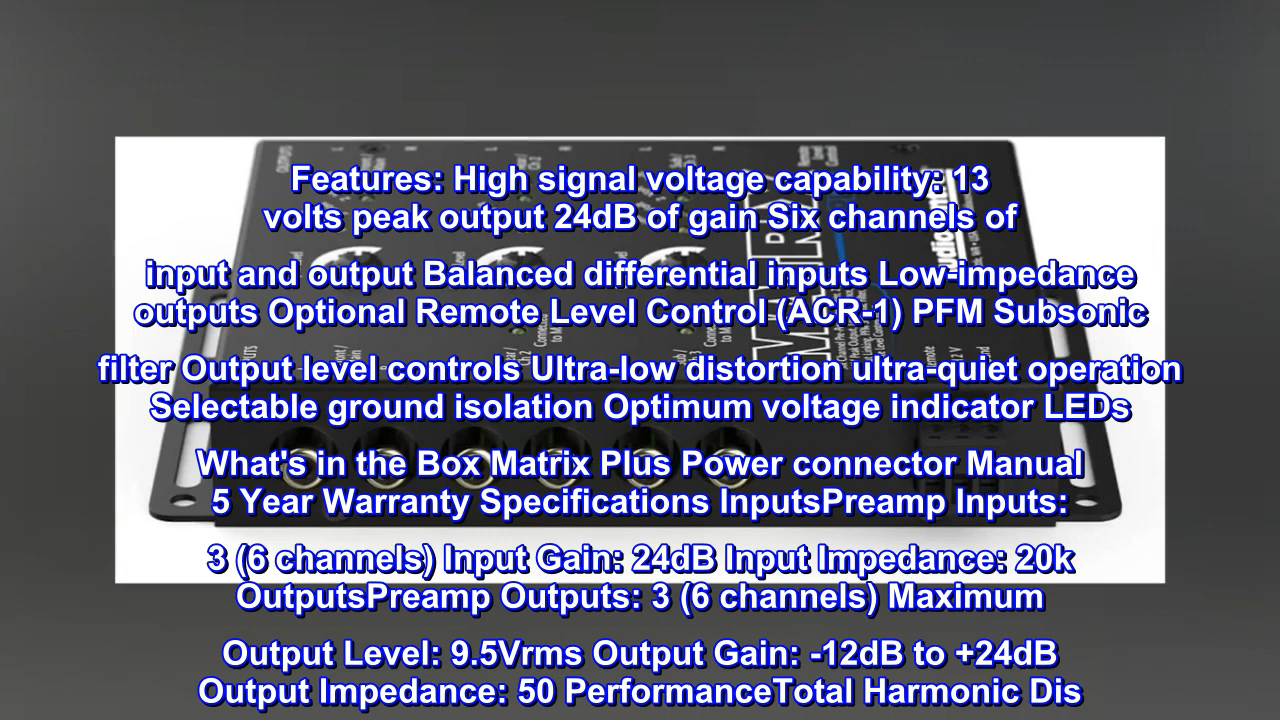 Features: High signal voltage capability: 13
volts peak output 24dB of gain Six channels of
input and output Balanced differential inputs Low-impedance
outputs Optional Remote Level Control (ACR-1) PFM Subsonic
filter Output level controls Ultra-low distortion ultra-quiet operation
Selectable ground isolation Optimum voltage indicator LEDs
What's in the Box Matrix Plus Power connector Manual
5 Year Warranty Specifications InputsPreamp Inputs:
3 (6 channels) Input Gain: 24dB Input Impedance: 20k
OutputsPreamp Outputs: 3 (6 channels) Maximum
Output Level: 9.5Vrms Output Gain: -12dB to +24dB
Output Impedance: 50 PerformanceTotal Harmonic Dis